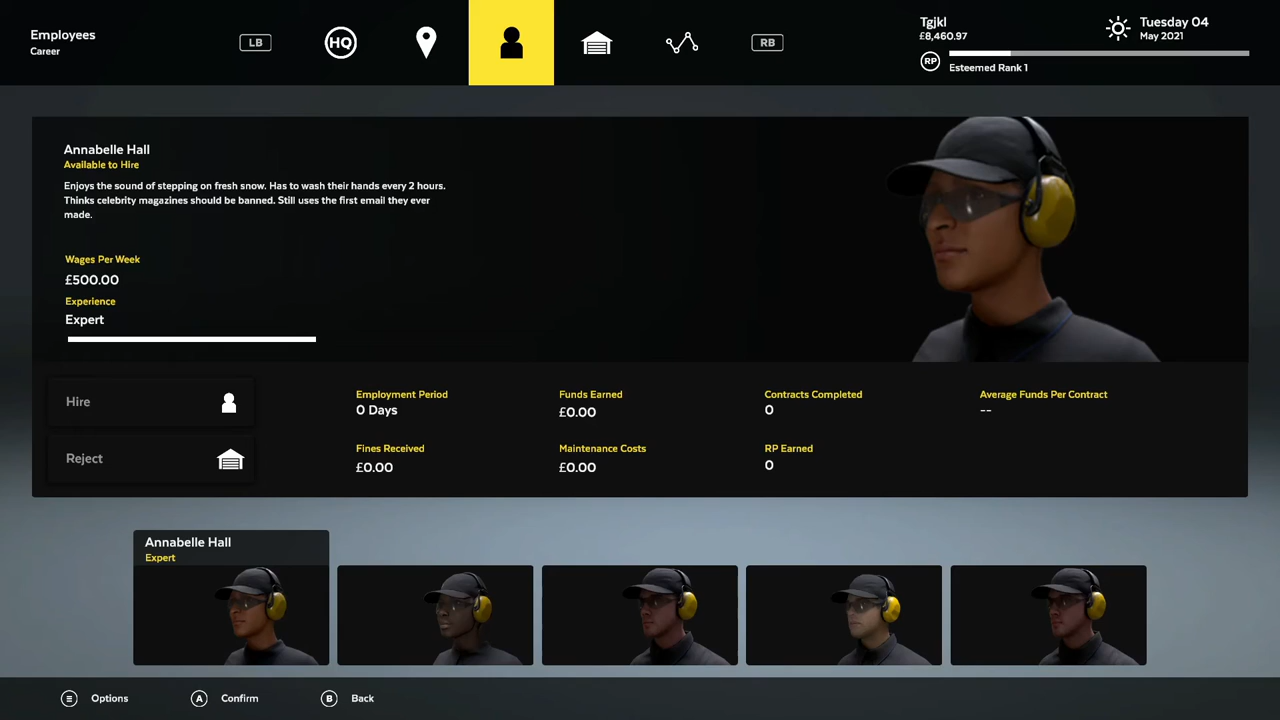 Employees
Career
LB
HQ
RB
Tgjkl
£8,460.97
Tuesday 04
May 2021
RP
Esteemed Rank 1
Annabelle Hall
Available to Hire
Enjoys the sound of stepping on fresh snow. Has to wash their hands every 2 hours.
Thinks celebrity magazines should be banned. Still uses the first email they ever
made.
Wages Per Week
£500.00
Experience
Expert
Hire
Reject
Employment Period
0 Days
Funds Earned
£0.00
Contracts Completed
0
Average Funds Per Contract
--
Fines Received
£0.00
Maintenance Costs
£0.00
RP Earned
0
Annabelle Hall
Expert
Options
A
Confirm
B
Back